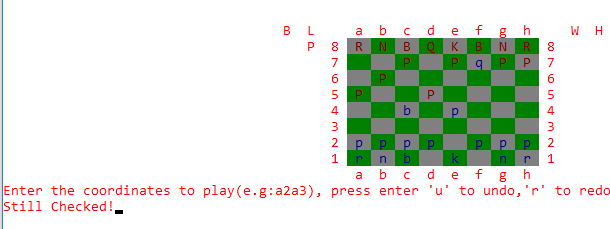 B L a b c d e f g h W H
P 8 R N B Q K B N R 8
7 P P q P P 7
6 P 6
5 P P 5
4 b p 4
3 3
2 p p p p p p p 2
1 r n b k n r 1
a b c d e f g h
Enter the coordinates to play(e.g:a2a3), press enter 'u' to undo,'r' to redo
Still Checked!